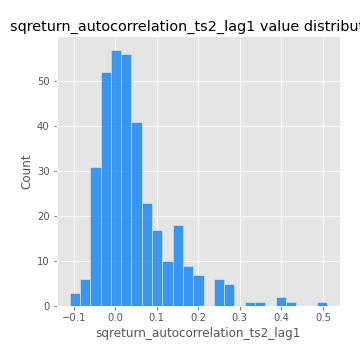 sqreturn_autocorrelation_ts2_lag1 value distribut
Count
50
40
30
20
10
0
−0.1 0.0 0.1 0.2 0.3 0.4 0.5
sqreturn_autocorrelation_ts2_lag1